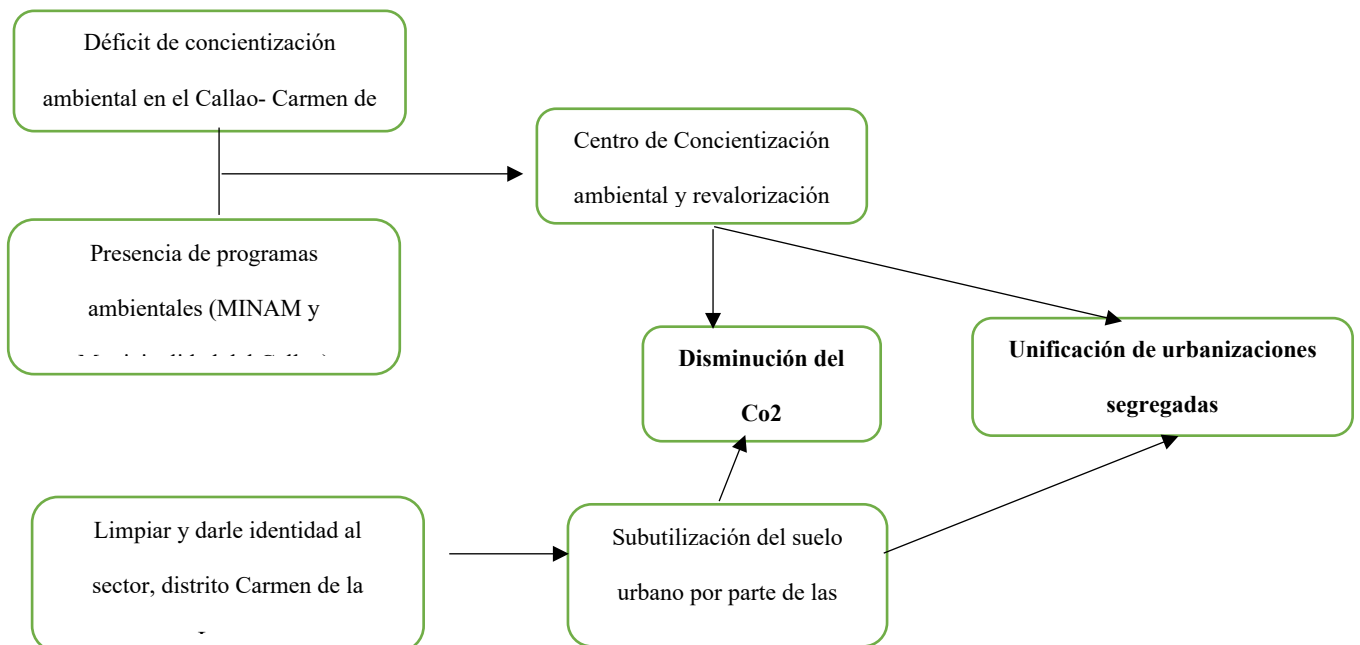 Déficit de concientización
ambiental en el Callao- Carmen de
Centro de Concientización
ambiental y revalorización
Presencia de programas
ambientales (MINAM y
Disminución del
Co2
Unificación de urbanizaciones
segregadas
Limpiar y darle identidad al
sector, distrito Carmen de la
Subutilización del suelo
urbano por parte de las